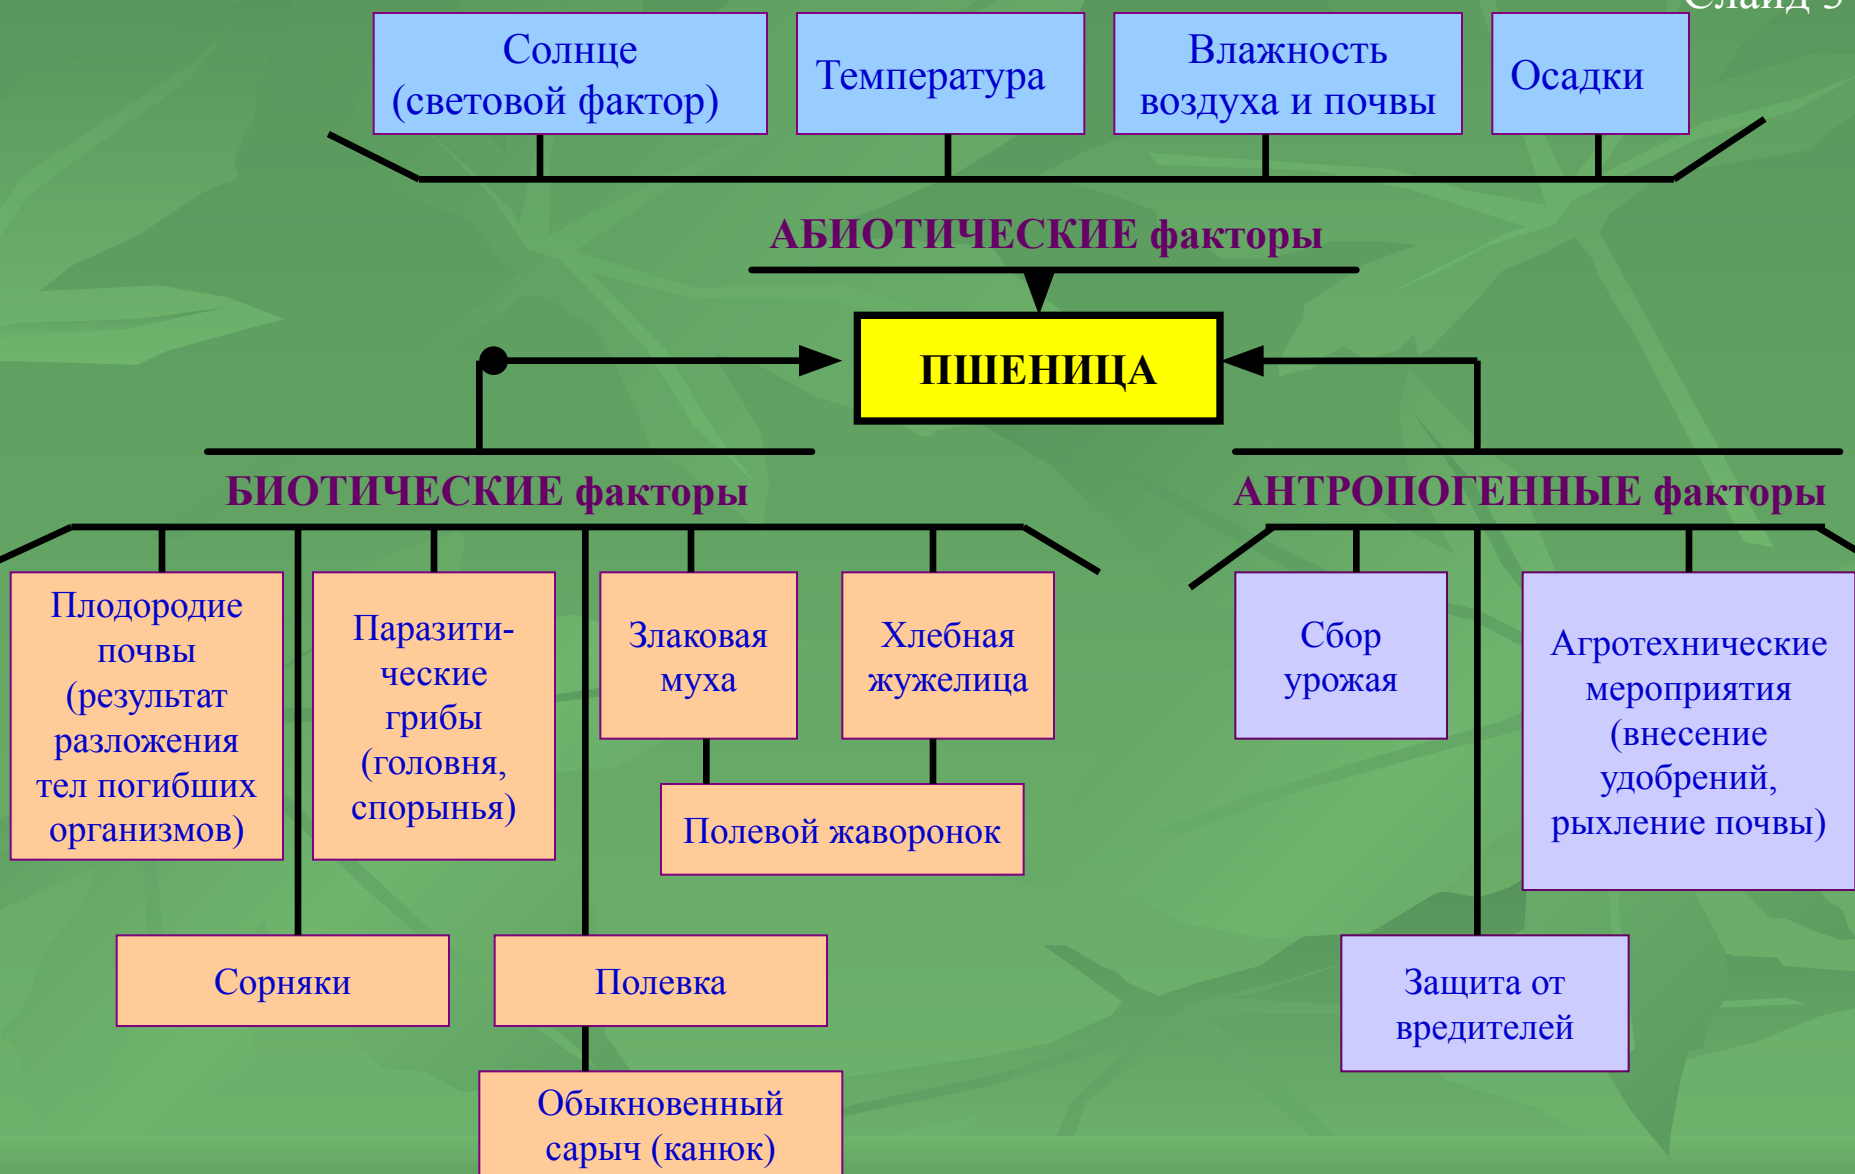 Слайд 3
Солнце
(световой фактор)
Температура
Влажность
воздуха и почвы
Осадки
АБИОТИЧЕСКИЕ факторы
ПШЕНИЦА
БИОТИЧЕСКИЕ факторы
АНТРОПОГЕННЫЕ факторы
Плодородие
почвы
(результат
разложения
тел погибших
организмов)
Паразити-
ческие
грибы
(головня,
спорынья)
Злаковая
муха
Хлебная
жужелица
Полевой жаворонок
Сорняки
Полевка
Обыкновенный
сарыч (канюк)
Сбор
урожая
Агротехнические
мероприятия
(внесение
удобрений,
рыхление почвы)
Защита от
вредителей